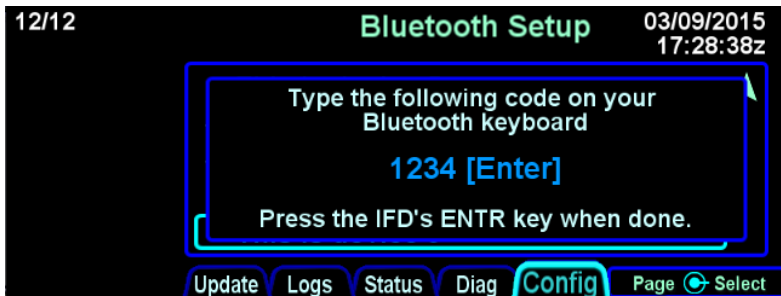 12/12
Bluetooth Setup
03/09/2015
17:28:38z
Type the following code on your
Bluetooth keyboard
1234 [Enter]
Press the IFD's ENTR key when done.
Update Logs Status Diag Config Page Select